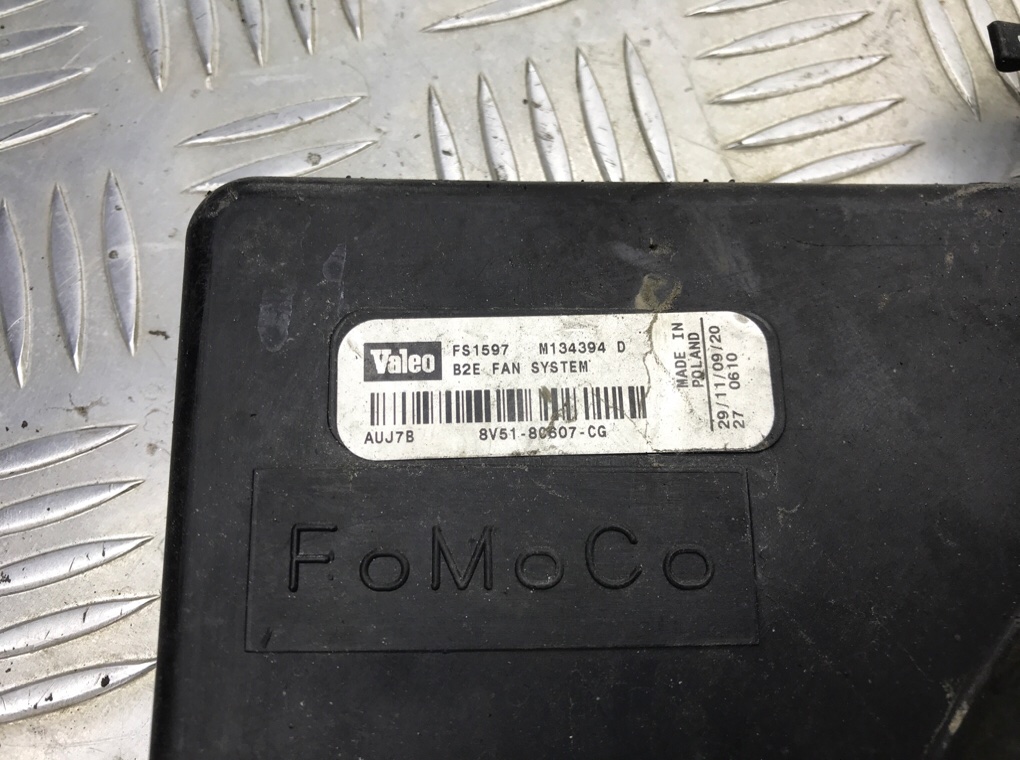 Valeo
FS1597 M134394 D
B2E FAN SYSTEM
AUJ7B 8V51-8C607-CG
MADE IN
POLAND
29/11/09/20
27 0610
FoMoCo